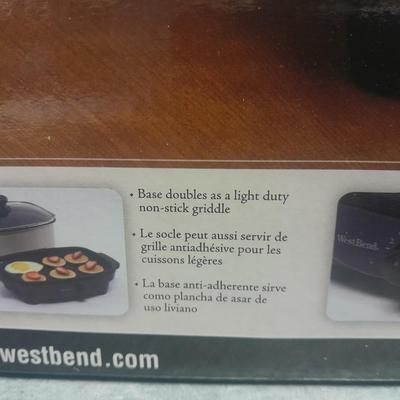 • Base doubles as a light duty
non-stick griddle
• Le socle peut aussi servir de
grille antiadhésive pour les
cuissons légères
• La base anti-adherente sirve
como plancha de asar de
uso liviano
West Bend.
westbend.com